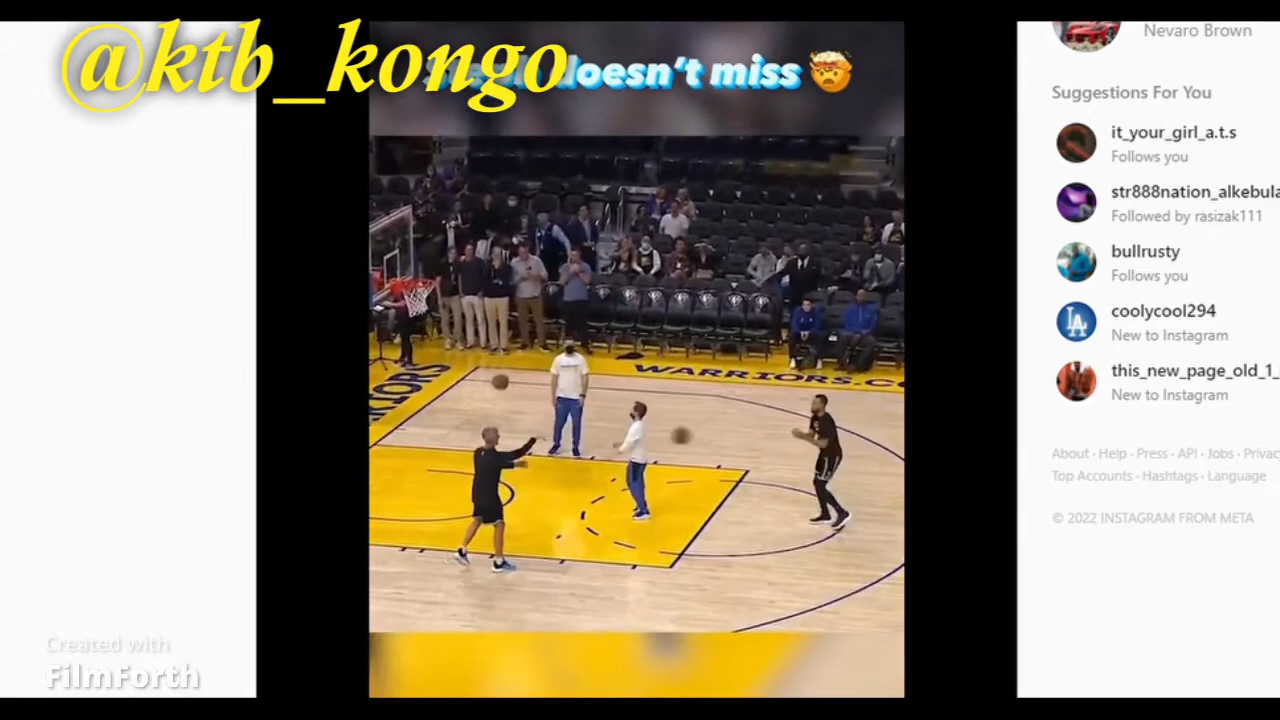 @ktb_kongo
doesn't miss 🤯
Nevaro Brown
Suggestions For You
it_your_girl_a.t.s
Follows you
str888nation_alkebula
Followed by rasizak111
bullrusty
Follows you
coolycool294
New to Instagram
this_new_page_old_1_
New to Instagram
About · Help · Press · API · Jobs · Privac
Top Accounts · Hashtags · Language
© 2022 INSTAGRAM FROM META
WARRIORS.C
RIORS
LA
Created with
FilmForth